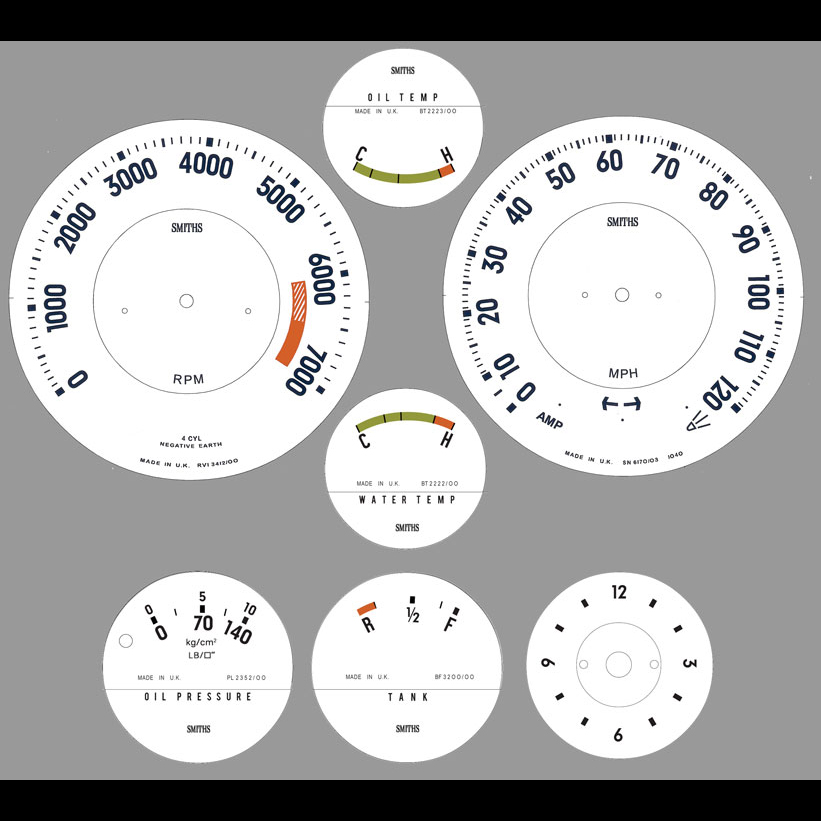 SMITHS
OIL TEMP
MADE IN U.K. BT2223/00
C H
0 1000 2000 3000 4000 5000 6000 7000
SMITHS
RPM
4 CYL
NEGATIVE EARTH
MADE IN U.K. RVI 3412/00
0 10 20 30 40 50 60 70 80 90 100 110 120
SMITHS
MPH
AMP
MADE IN U.K. SN 6170/03 1040
C H
MADE IN U.K. BT2222/00
WATER TEMP
SMITHS
0 5 10
0 70 140
kg/cm²
LB/□″
MADE IN U.K. PL2352/00
OIL PRESSURE
SMITHS
R ½ F
MADE IN U.K. BF3200/00
TANK
SMITHS
12
9 3
6